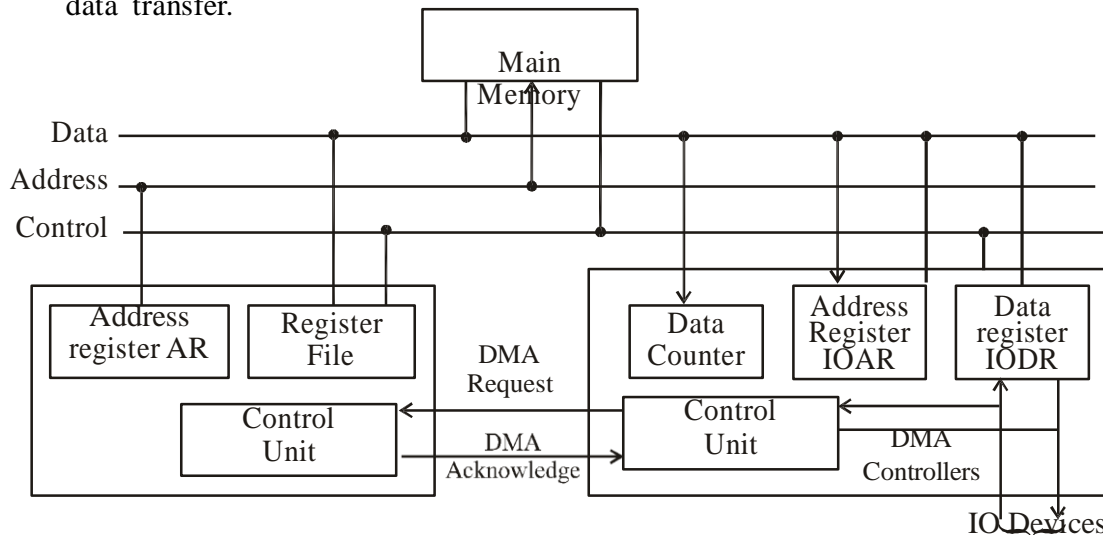 data transfer.
Main
Memory
Data
Address
Control
Address
register AR
Register
File
Data
Counter
Address
Register
IOAR
Data
register
IODR
DMA
Request
Control
Unit
DMA
Acknowledge
Control
Unit
DMA
Controllers
IO Devices